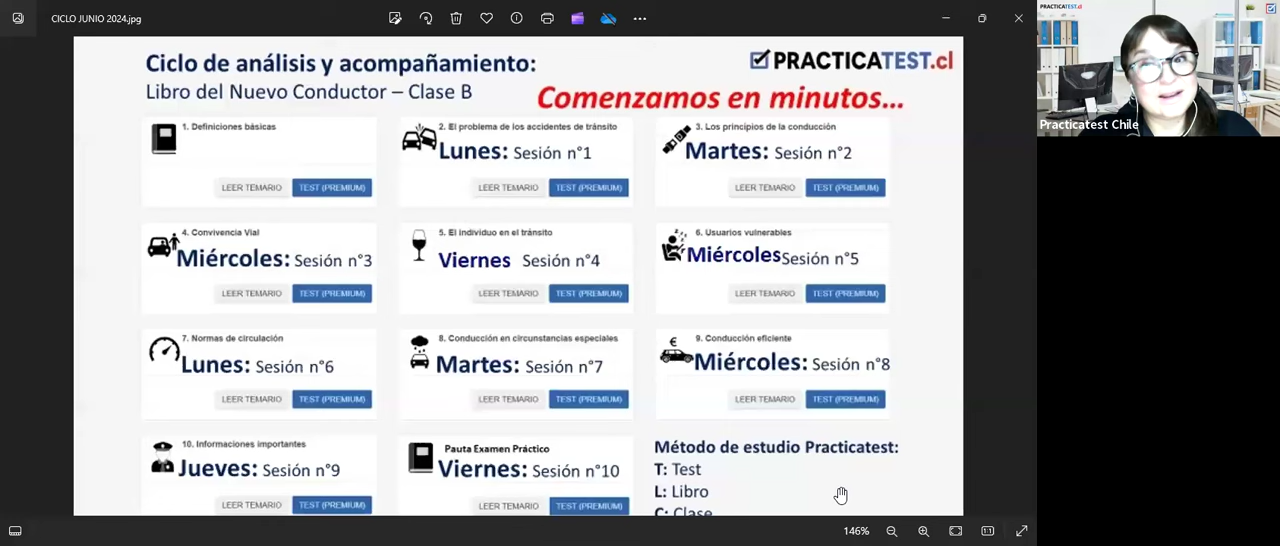 CICLO JUNIO 2024.jpg
PRACTICATEST.cl
Practicatest Chile
Ciclo de análisis y acompañamiento:
PRACTICATEST.cl
Libro del Nuevo Conductor – Clase B
Comenzamos en minutos...
1. Definiciones básicas
LEER TEMARIO TEST (PREMIUM)
2. El problema de los accidentes de tránsito
Lunes: Sesión n°1
LEER TEMARIO TEST (PREMIUM)
3. Los principios de la conducción
Martes: Sesión n°2
LEER TEMARIO TEST (PREMIUM)
4. Convivencia Vial
Miércoles: Sesión n°3
LEER TEMARIO TEST (PREMIUM)
5. El individuo en el tránsito
Viernes Sesión n°4
LEER TEMARIO TEST (PREMIUM)
6. Usuarios vulnerables
Miércoles Sesión n°5
LEER TEMARIO TEST (PREMIUM)
7. Normas de circulación
Lunes: Sesión n°6
LEER TEMARIO TEST (PREMIUM)
8. Conducción en circunstancias especiales
Martes: Sesión n°7
LEER TEMARIO TEST (PREMIUM)
9. Conducción eficiente
€
Miércoles: Sesión n°8
LEER TEMARIO TEST (PREMIUM)
10. Informaciones importantes
Jueves: Sesión n°9
LEER TEMARIO TEST (PREMIUM)
Pauta Examen Práctico
Viernes: Sesión n°10
LEER TEMARIO TEST (PREMIUM)
Método de estudio Practicatest:
T: Test
L: Libro
C: Clase
146%